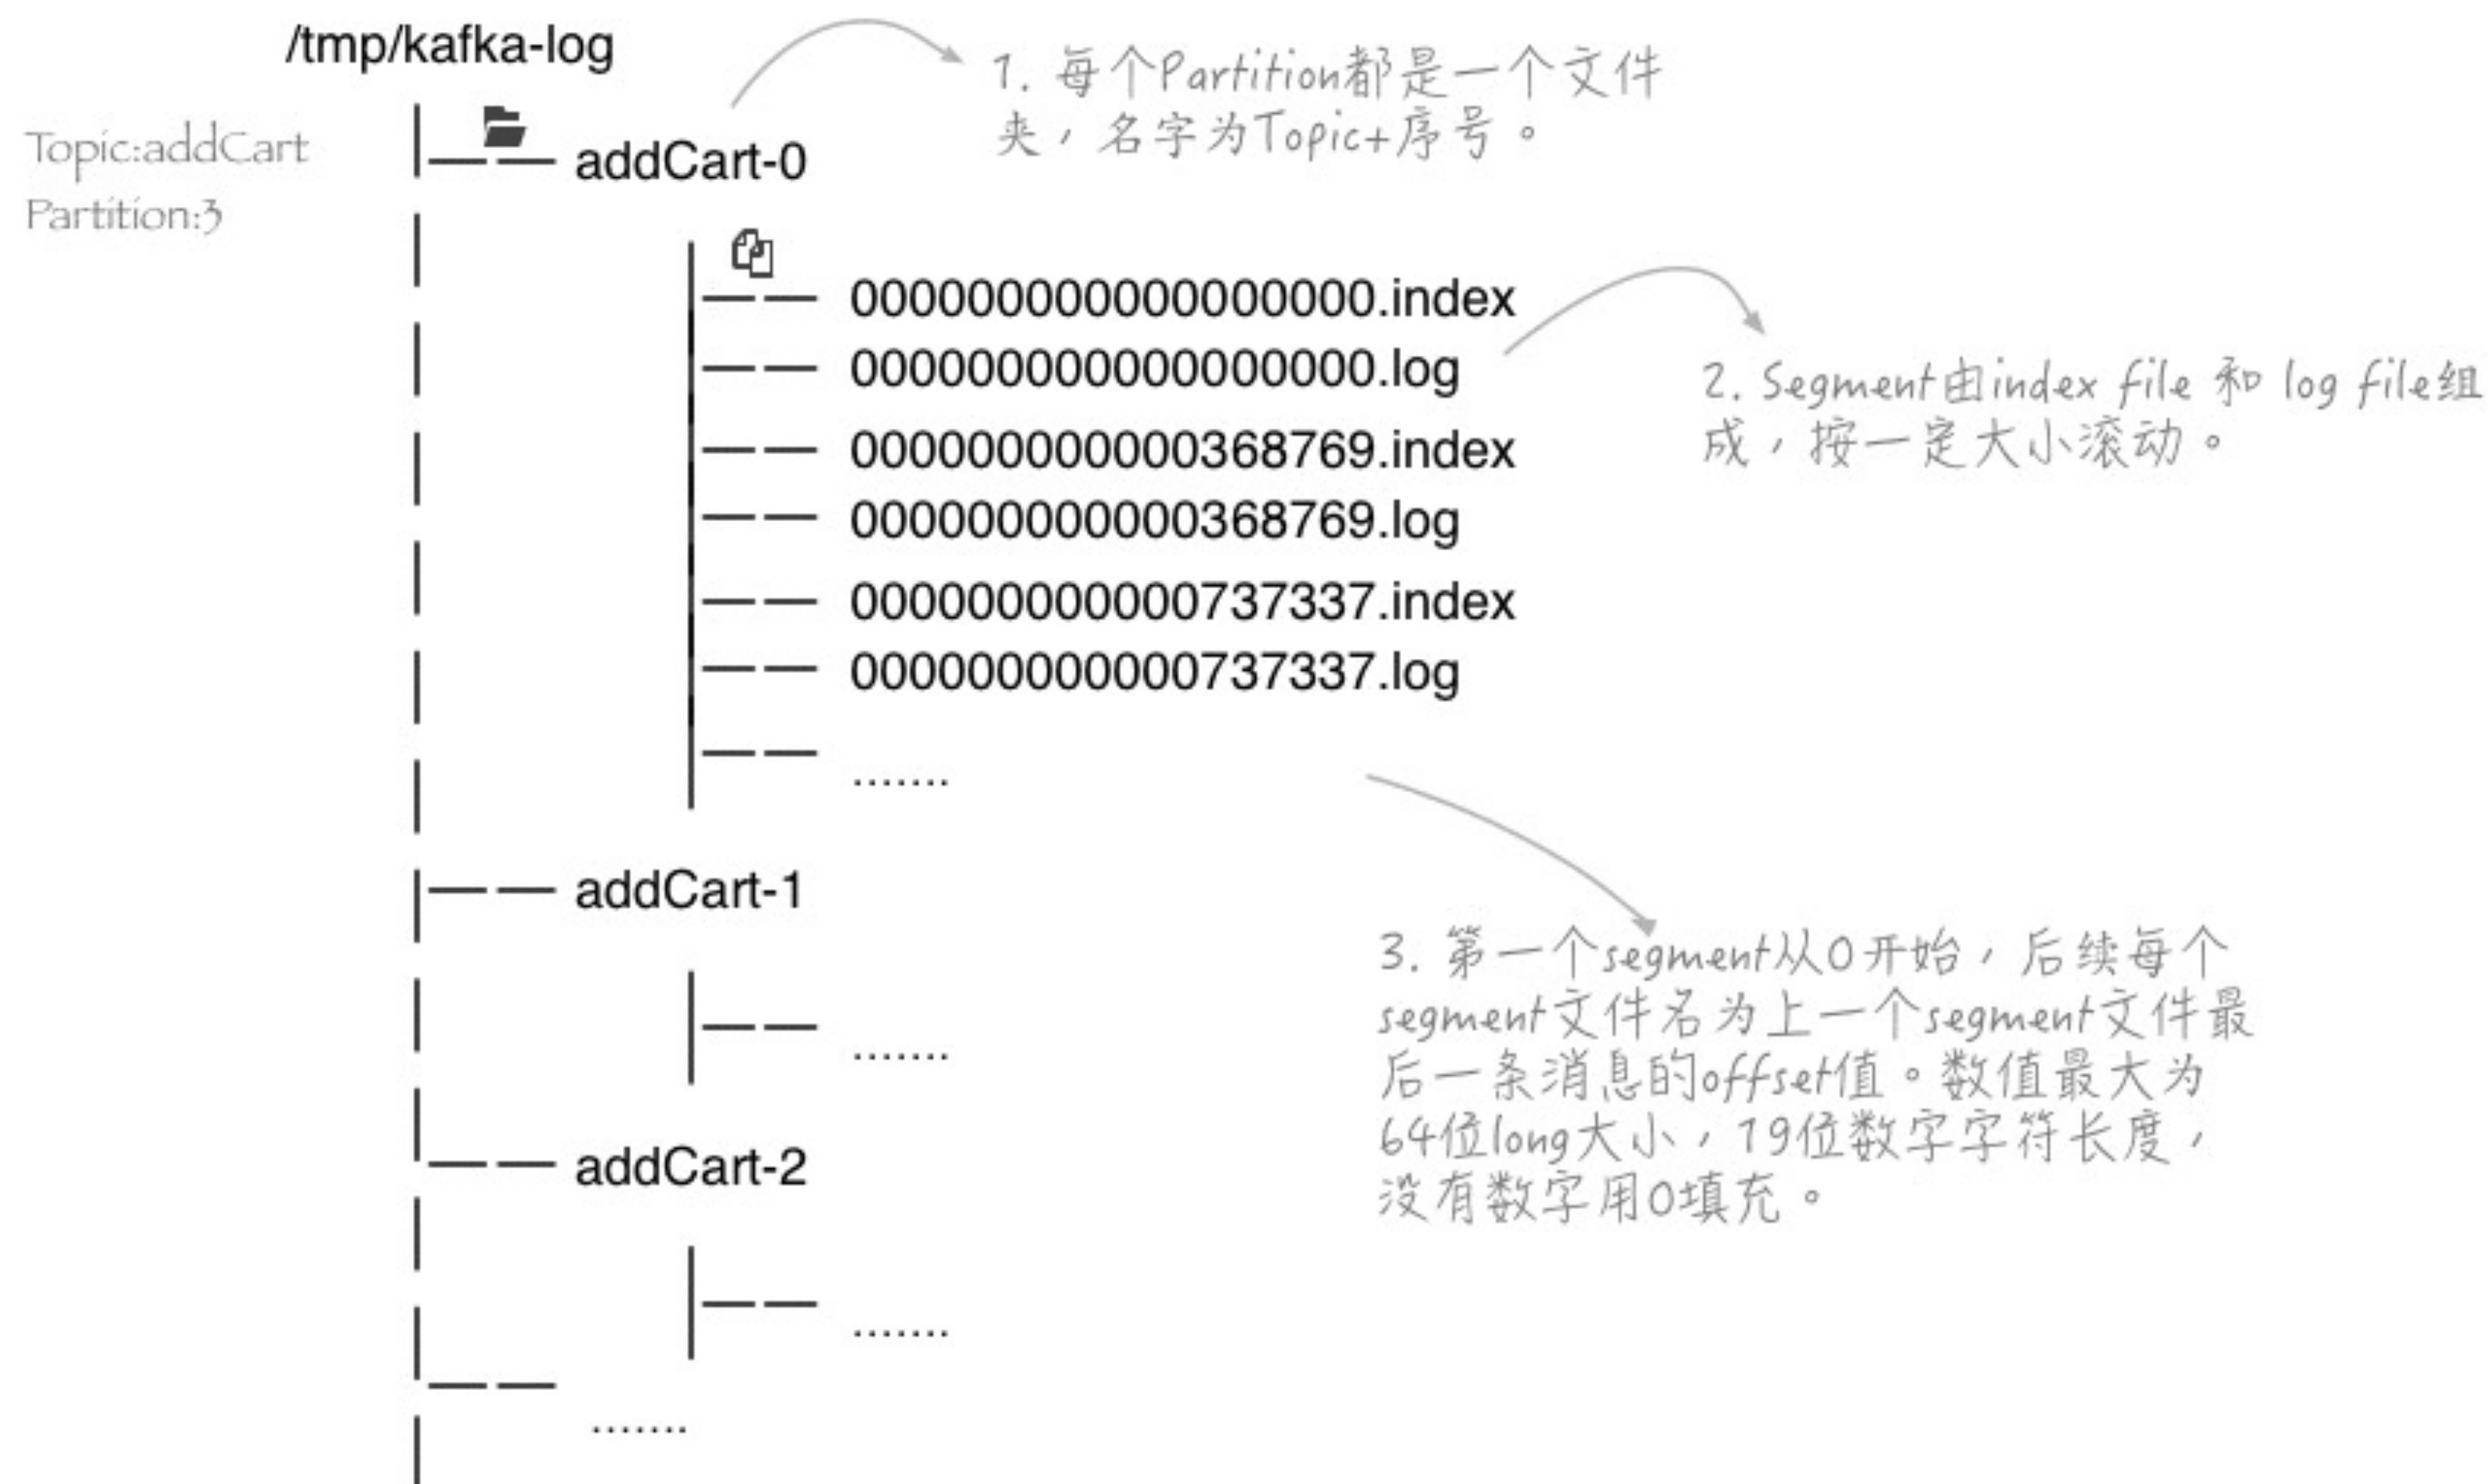 /tmp/kafka-log
Topic:addCart
Partition:3
addCart-0
1. 每个Partition都是一个文件
夹，名字为Topic+序号。
000000000000000000.index
000000000000000000.log
000000000000368769.index
000000000000368769.log
000000000000737337.index
000000000000737337.log
.......
2. Segment由index file 和 log file组
成，按一定大小滚动。
addCart-1
.......
3. 第一个segment从0开始，后续每个
segment文件名为上一个segment文件最
后一条消息的offset值。数值最大为
64位long大小，19位数字字符长度，
没有数字用0填充。
addCart-2
.......
.......